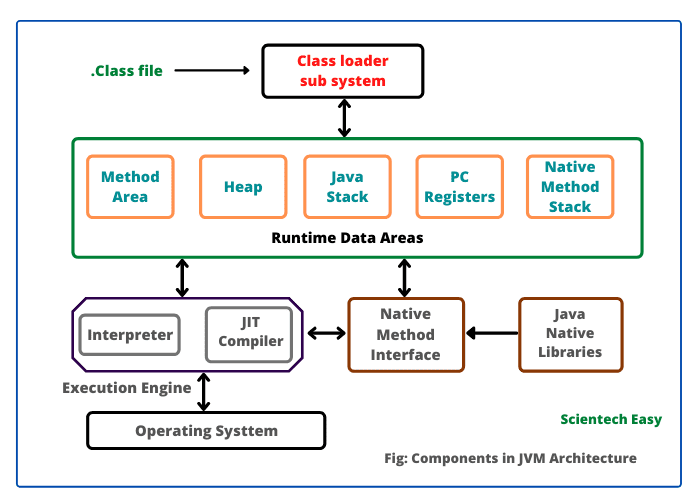 Class loader
sub system
.Class file
Method
Area
Heap
Java
Stack
PC
Registers
Native
Method
Stack
Runtime Data Areas
Interpreter
JIT
Compiler
Native
Method
Interface
Java
Native
Libraries
Execution Engine
Operating Systtem
Scientech Easy
Fig: Components in JVM Architecture